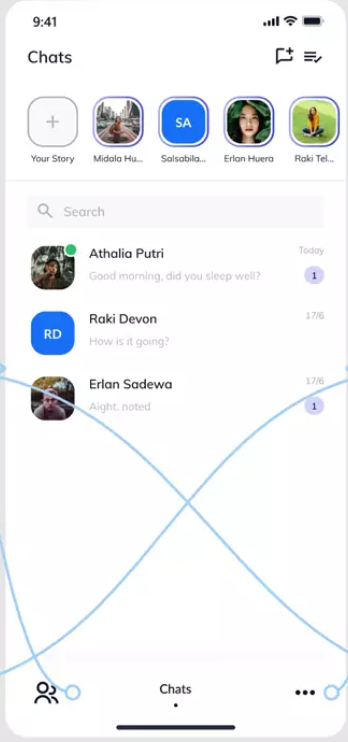 9:41
Chats
+
SA
Your Story
Midala Hu...
Salsabila...
Erlan Huera
Raki Tel...
Search
Athalia Putri
Today
Good morning, did you sleep well?
1
RD
Raki Devon
17/6
How is it going?
Erlan Sadewa
17/6
Aight, noted
1
Chats